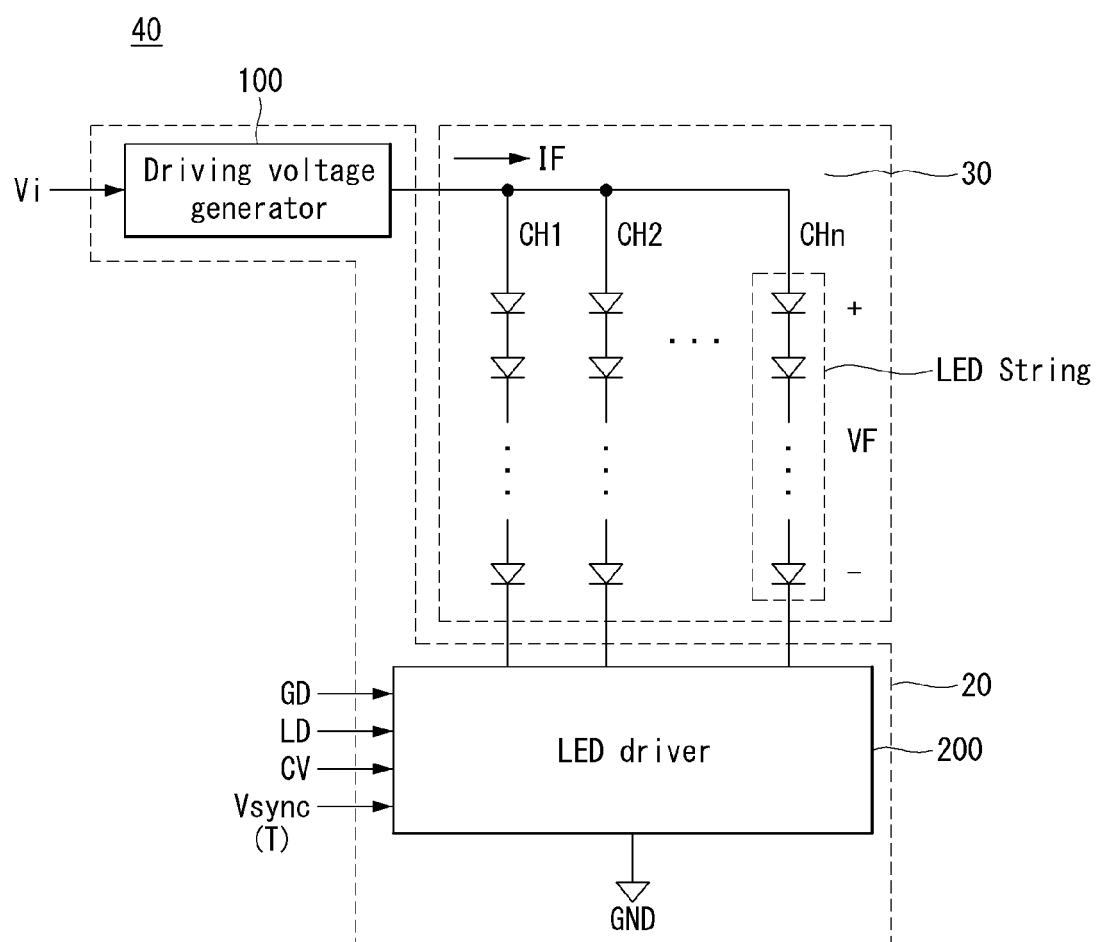 40
100
Driving voltage
generator
Vi
IF
30
CH1
CH2
CHn
+
LED String
VF
−
20
GD
LD
CV
Vsync
(T)
LED driver
200
GND